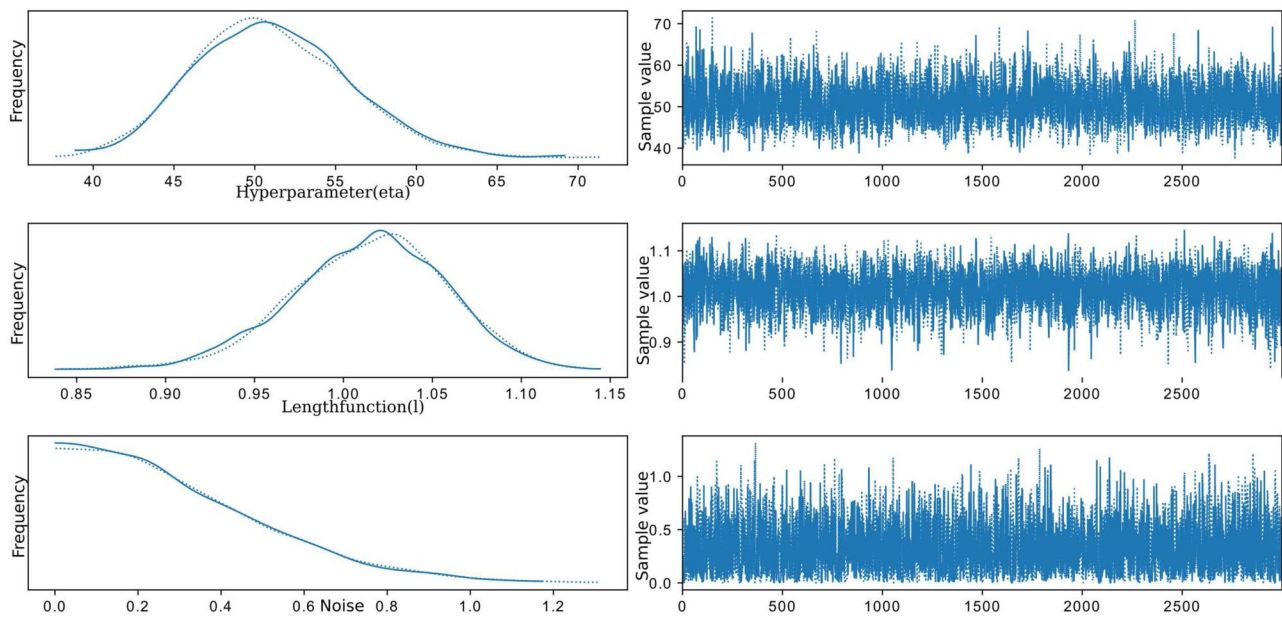 Frequency
40 45 50 55 60 65 70
Hyperparameter(eta)
Sample value
70
60
50
40
0 500 1000 1500 2000 2500
Frequency
0.85 0.90 0.95 1.00 1.05 1.10 1.15
Lengthfunction(l)
Sample value
1.1
1.0
0.9
0 500 1000 1500 2000 2500
Frequency
0.0 0.2 0.4 0.6 Noise 0.8 1.0 1.2
Sample value
1.0
0.5
0.0
0 500 1000 1500 2000 2500